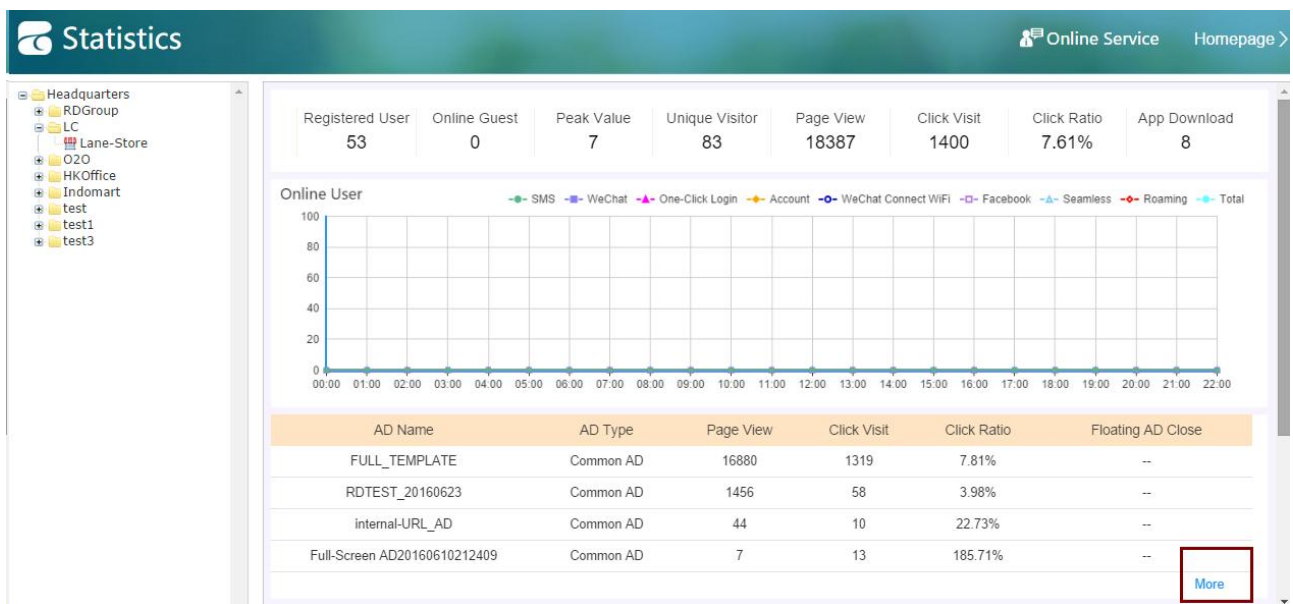 Statistics
Online Service Homepage >
Headquarters
RDGroup
LC
Lane-Store
O2O
HKOffice
Indomart
test
test1
test3
Registered User Online Guest Peak Value Unique Visitor Page View Click Visit Click Ratio App Download
53 0 7 83 18387 1400 7.61% 8
Online User
SMS WeChat One-Click Login Account WeChat Connect WiFi Facebook Seamless Roaming Total
100
80
60
40
20
0
00:00 01:00 02:00 03:00 04:00 05:00 06:00 07:00 08:00 09:00 10:00 11:00 12:00 13:00 14:00 15:00 16:00 17:00 18:00 19:00 20:00 21:00 22:00
AD Name AD Type Page View Click Visit Click Ratio Floating AD Close
FULL_TEMPLATE Common AD 16880 1319 7.81% --
RDTEST_20160623 Common AD 1456 58 3.98% --
internal-URL_AD Common AD 44 10 22.73% --
Full-Screen AD20160610212409 Common AD 7 13 185.71% --
More